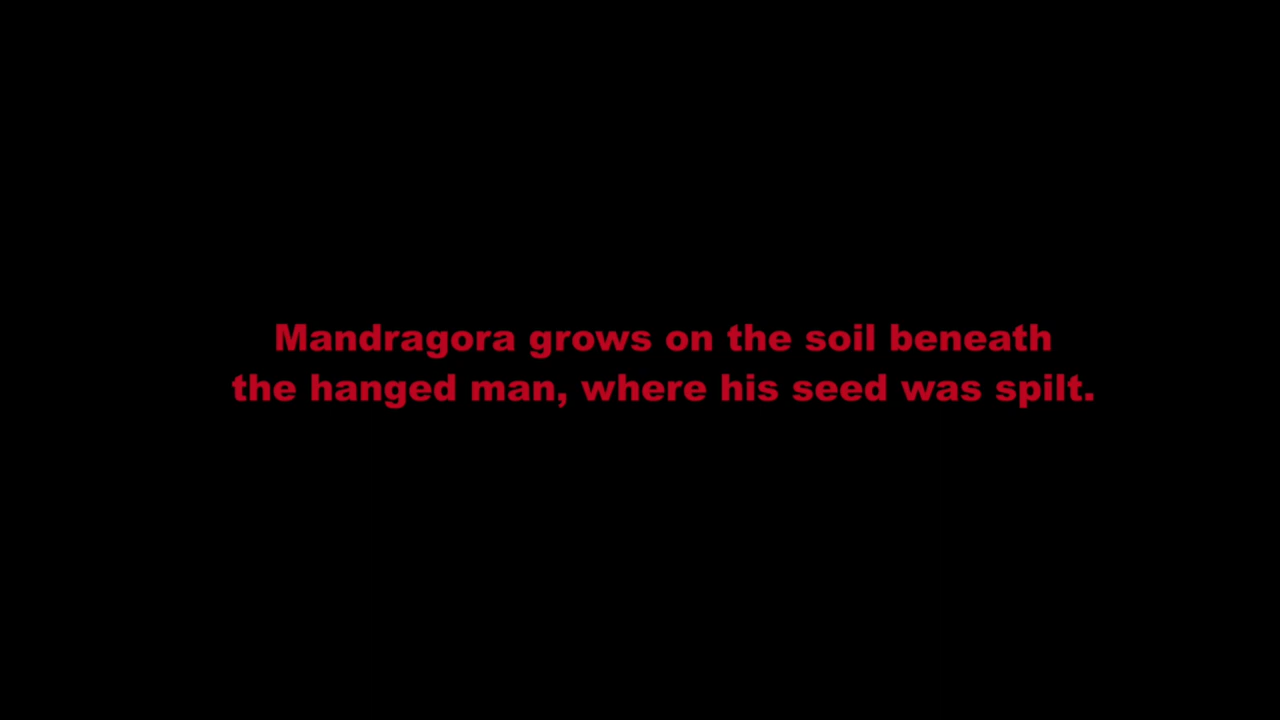 Mandragora grows on the soil beneath
the hanged man, where his seed was spilt.